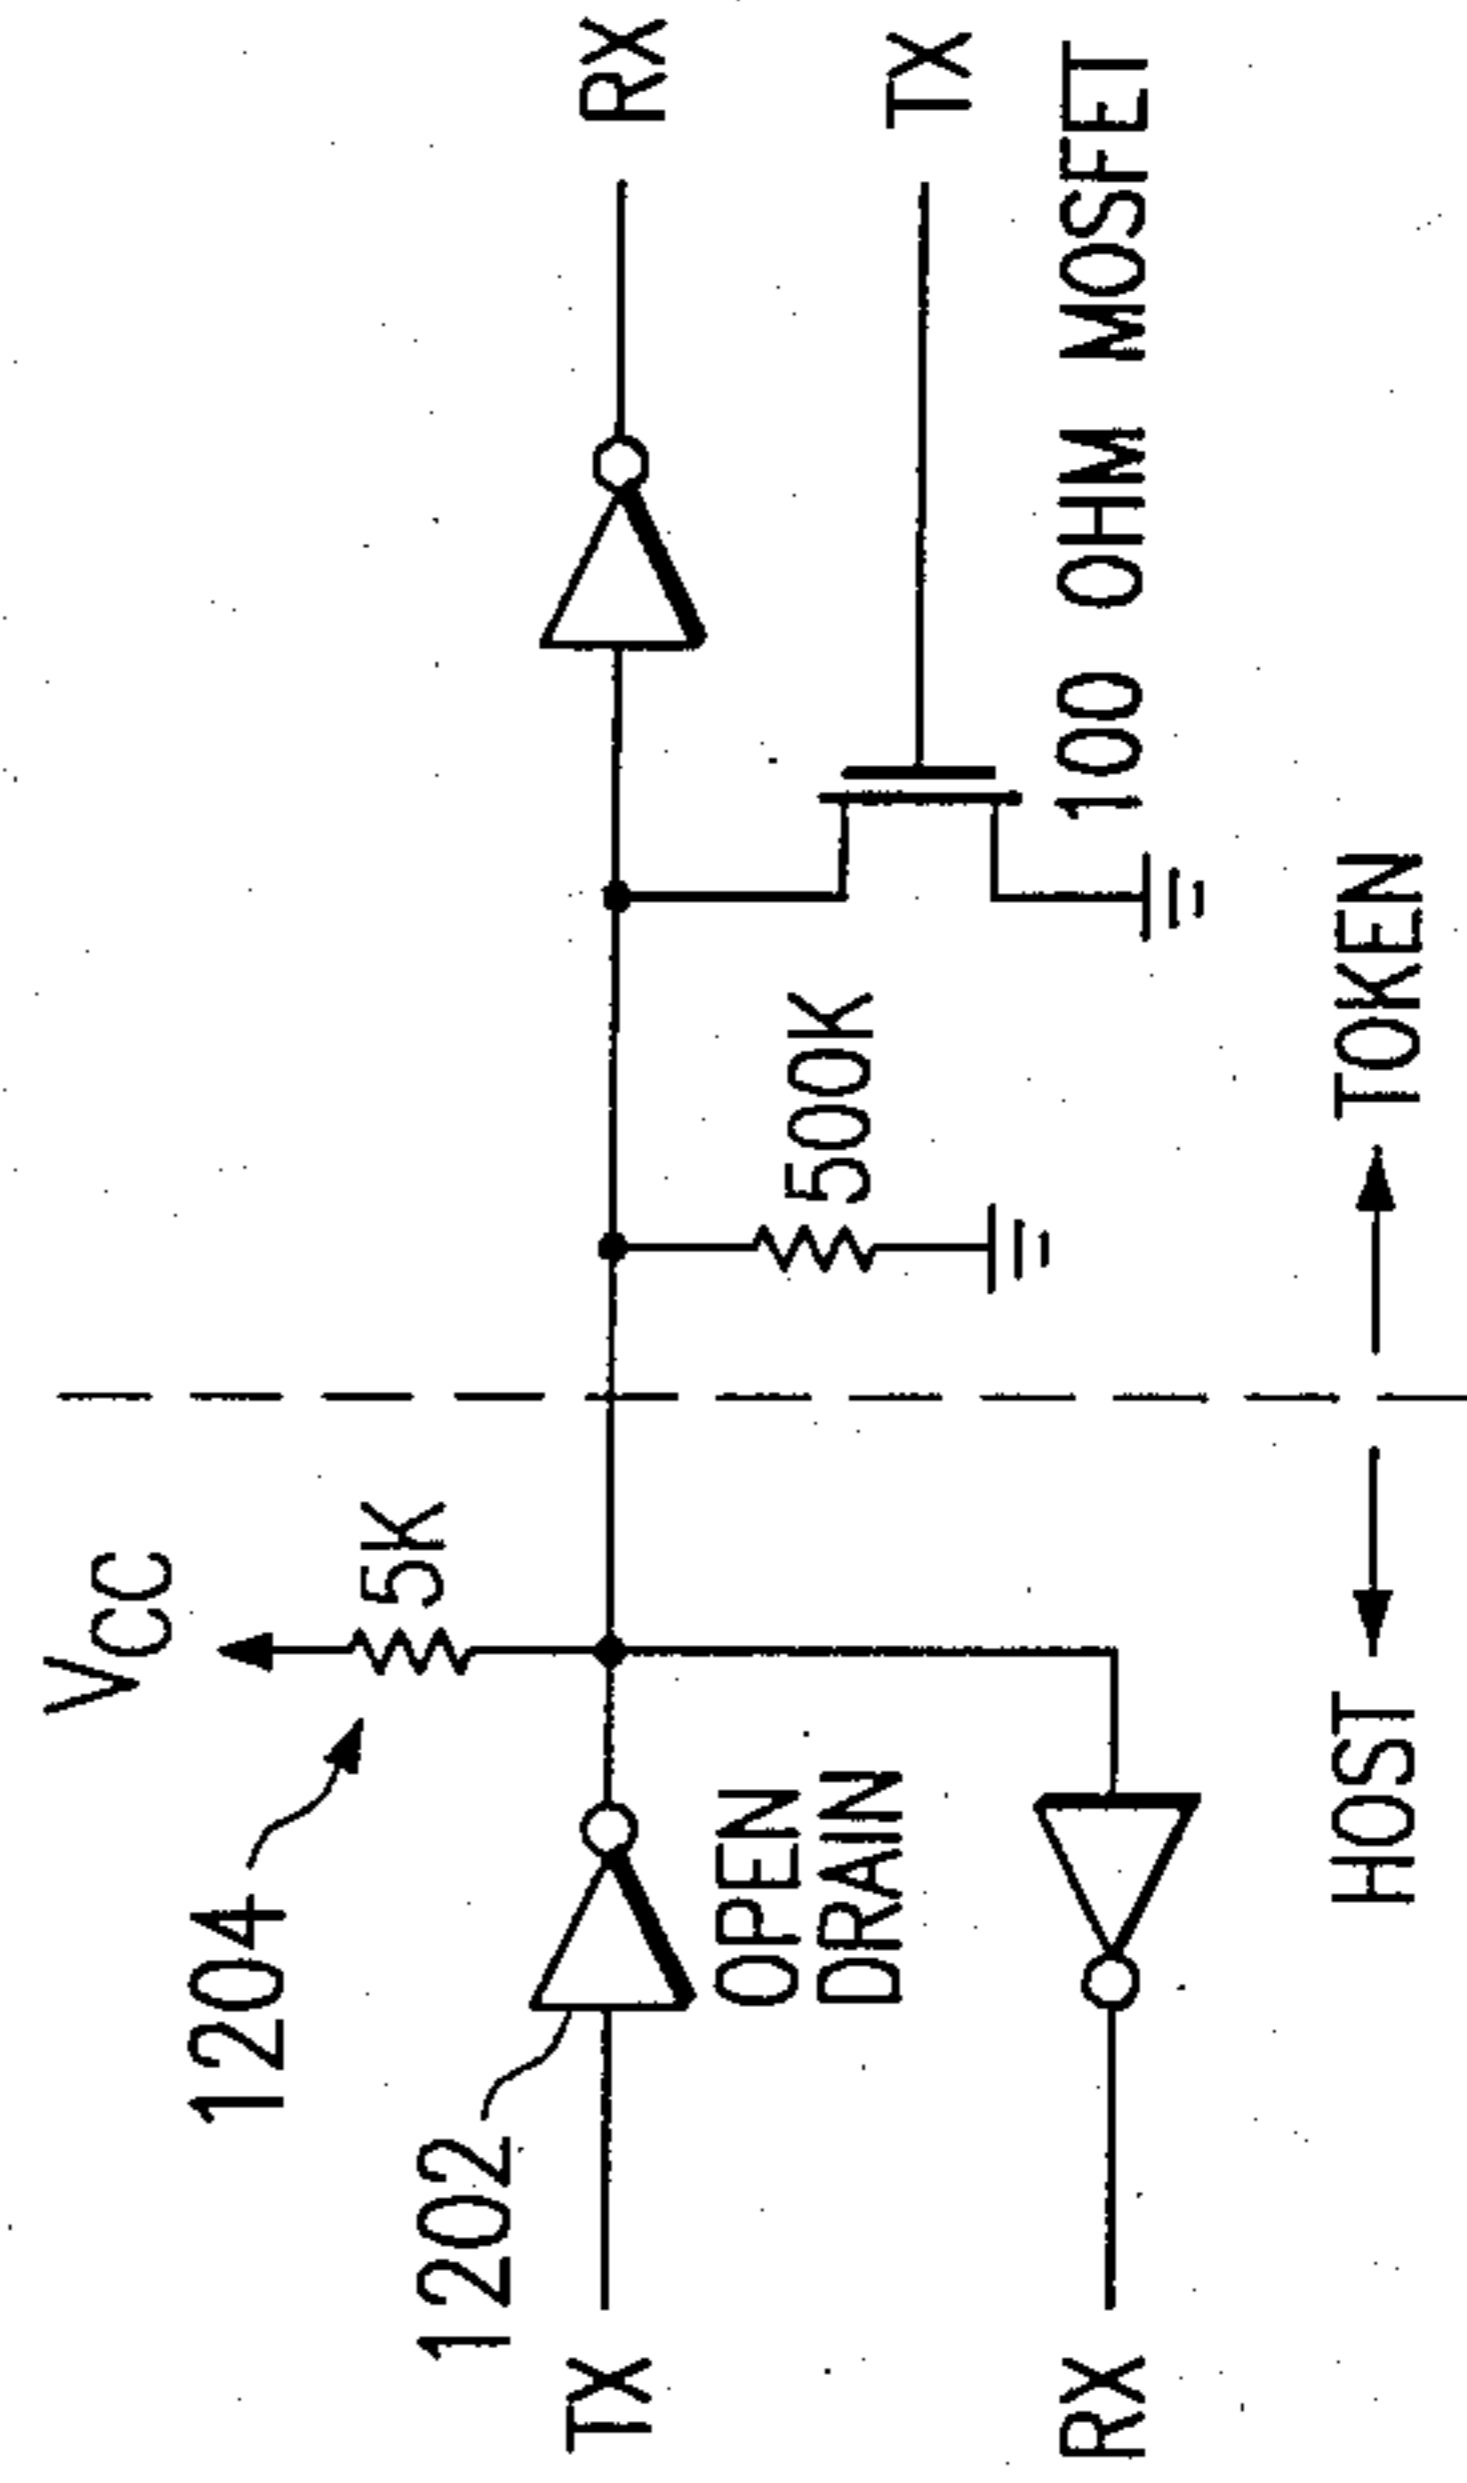 VCC
1204
5K
1202
TX
OPEN
DRAIN
RX
500K
RX
TX
100 OHM MOSFET
HOST
TOKEN